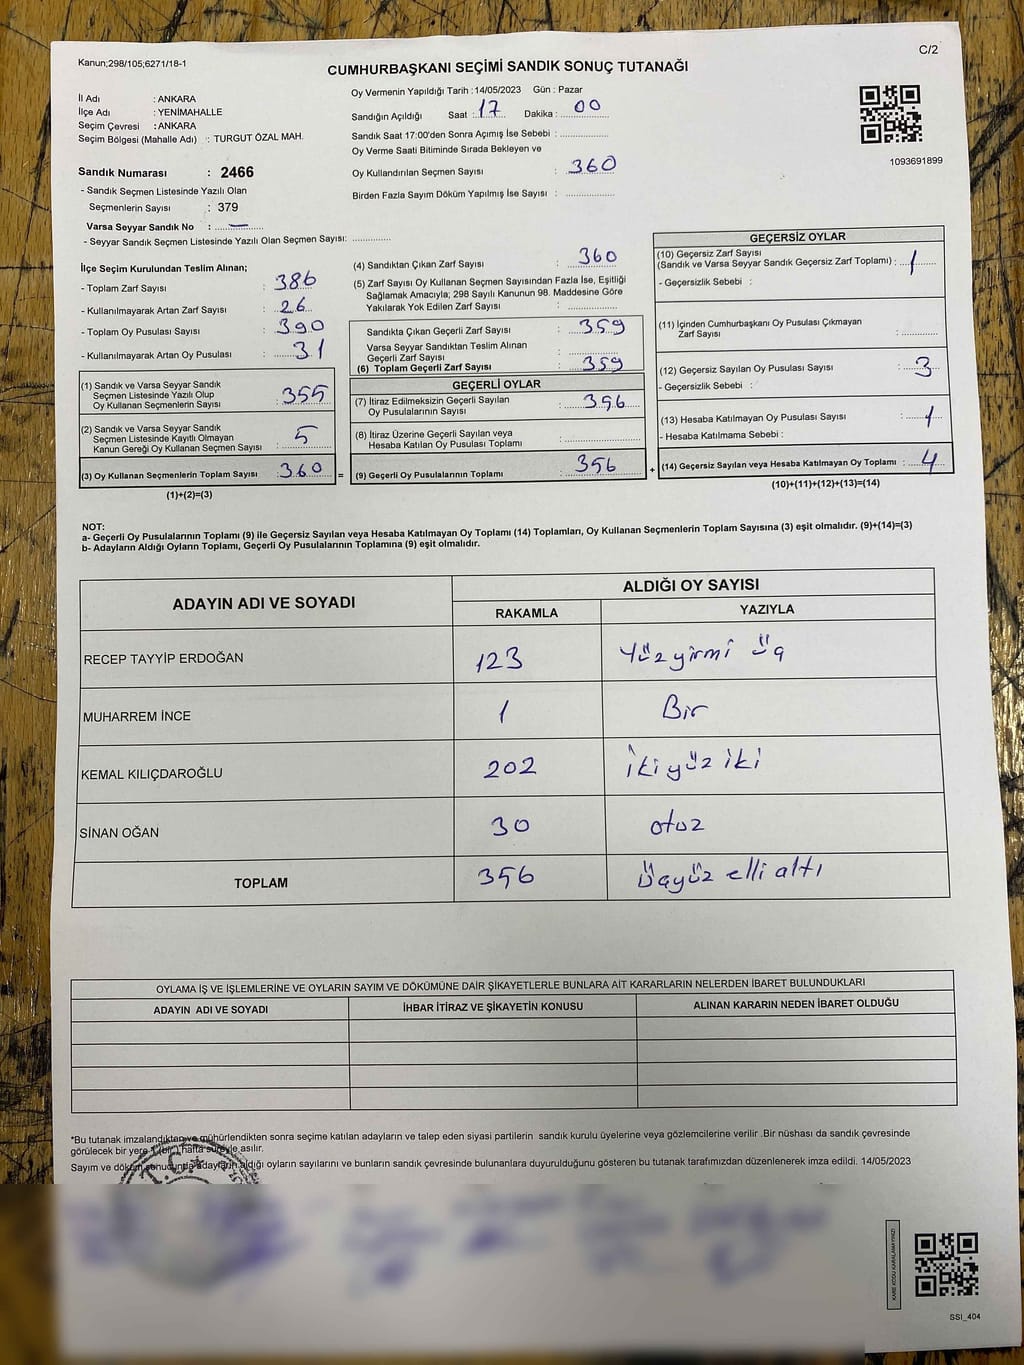 Kanun;298/105;6271/18-1
C/2
CUMHURBAŞKANI SEÇİMİ SANDIK SONUÇ TUTANAĞI
İl Adı : ANKARA
İlçe Adı : YENİMAHALLE
Seçim Çevresi : ANKARA
Seçim Bölgesi (Mahalle Adı) : TURGUT ÖZAL MAH.
Sandık Numarası : 2466
- Sandık Seçmen Listesinde Yazılı Olan
Seçmenlerin Sayısı : 379
Varsa Seyyar Sandık No : —
- Seyyar Sandık Seçmen Listesinde Yazılı Olan Seçmen Sayısı: ..............
Oy Vermenin Yapıldığı Tarih : 14/05/2023 Gün : Pazar
Sandığın Açıldığı Saat : 17 Dakika : 00
Sandık Saat 17:00'den Sonra Açımış İse Sebebi : ..............
Oy Verme Saati Bitiminde Sırada Bekleyen ve
Oy Kullandırılan Seçmen Sayısı : 360
Birden Fazla Sayım Döküm Yapılmış İse Sayısı : ..............
1093691899
İlçe Seçim Kurulundan Teslim Alınan;
- Toplam Zarf Sayısı : 386
- Kullanılmayarak Artan Zarf Sayısı : 26
- Toplam Oy Pusulası Sayısı : 390
- Kullanılmayarak Artan Oy Pusulası : 31
(1) Sandık ve Varsa Seyyar Sandık
Seçmen Listesinde Yazılı Olup
Oy Kullanan Seçmenlerin Sayısı : 355
(2) Sandık ve Varsa Seyyar Sandık
Seçmen Listesinde Kayıtlı Olmayan
Kanun Gereği Oy Kullanan Seçmen Sayısı : 5
(3) Oy Kullanan Seçmenlerin Toplam Sayısı : 360 =
(1)+(2)=(3)
(4) Sandıktan Çıkan Zarf Sayısı : 360
(5) Zarf Sayısı Oy Kullanan Seçmen Sayısından Fazla İse, Eşitliği
Sağlamak Amacıyla; 298 Sayılı Kanunun 98. Maddesine Göre
Yakılarak Yok Edilen Zarf Sayısı : ..............
Sandıkta Çıkan Geçerli Zarf Sayısı : 359
Varsa Seyyar Sandıktan Teslim Alınan
Geçerli Zarf Sayısı : ..............
(6) Toplam Geçerli Zarf Sayısı : 359
GEÇERLİ OYLAR
(7) İtiraz Edilmeksizin Geçerli Sayılan
Oy Pusulalarının Sayısı : 356
(8) İtiraz Üzerine Geçerli Sayılan veya
Hesaba Katılan Oy Pusulası Toplamı : ..............
(9) Geçerli Oy Pusulalarının Toplamı : 356 +
GEÇERSİZ OYLAR
(10) Geçersiz Zarf Sayısı
(Sandık ve Varsa Seyyar Sandık Geçersiz Zarf Toplamı) : 1
- Geçersizlik Sebebi :
(11) İçinden Cumhurbaşkanı Oy Pusulası Çıkmayan
Zarf Sayısı : ..............
(12) Geçersiz Sayılan Oy Pusulası Sayısı : 3
- Geçersizlik Sebebi :
(13) Hesaba Katılmayan Oy Pusulası Sayısı : 1
- Hesaba Katılmama Sebebi :
(14) Geçersiz Sayılan veya Hesaba Katılmayan Oy Toplamı : 4
(10)+(11)+(12)+(13)=(14)
NOT:
a- Geçerli Oy Pusulalarının Toplamı (9) ile Geçersiz Sayılan veya Hesaba Katılmayan Oy Toplamı (14) Toplamları, Oy Kullanan Seçmenlerin Toplam Sayısına (3) eşit olmalıdır. (9)+(14)=(3)
b- Adayların Aldığı Oyların Toplamı, Geçerli Oy Pusulalarının Toplamına (9) eşit olmalıdır.
ADAYIN ADI VE SOYADI
ALDIĞI OY SAYISI
RAKAMLA YAZIYLA
RECEP TAYYİP ERDOĞAN 123 Yüzyirmi üç
MUHARREM İNCE 1 Bir
KEMAL KILIÇDAROĞLU 202 İkiyüz iki
SİNAN OĞAN 30 otuz
TOPLAM 356 Üçyüz elli altı
OYLAMA İŞ VE İŞLEMLERİNE VE OYLARIN SAYIM VE DÖKÜMÜNE DAİR ŞİKAYETLERLE BUNLARA AİT KARARLARIN NELERDEN İBARET BULUNDUKLARI
ADAYIN ADI VE SOYADI İHBAR İTİRAZ VE ŞİKAYETİN KONUSU ALINAN KARARIN NEDEN İBARET OLDUĞU
*Bu tutanak imzalandıktan ve mühürlendikten sonra seçime katılan adayların ve talep eden siyasi partilerin sandık kurulu üyelerine veya gözlemcilerine verilir .Bir nüshası da sandık çevresinde
görülecek bir yere 1 (bir) hafta süreyle asılır.
Sayım ve döküm sonucunda adayların aldığı oyların sayılarını ve bunların sandık çevresinde bulunanlara duyurulduğunu gösteren bu tutanak tarafımızdan düzenlenerek imza edildi. 14/05/2023
T.C.
KARE KODU KARALAMAYINIZ!
SSI_404